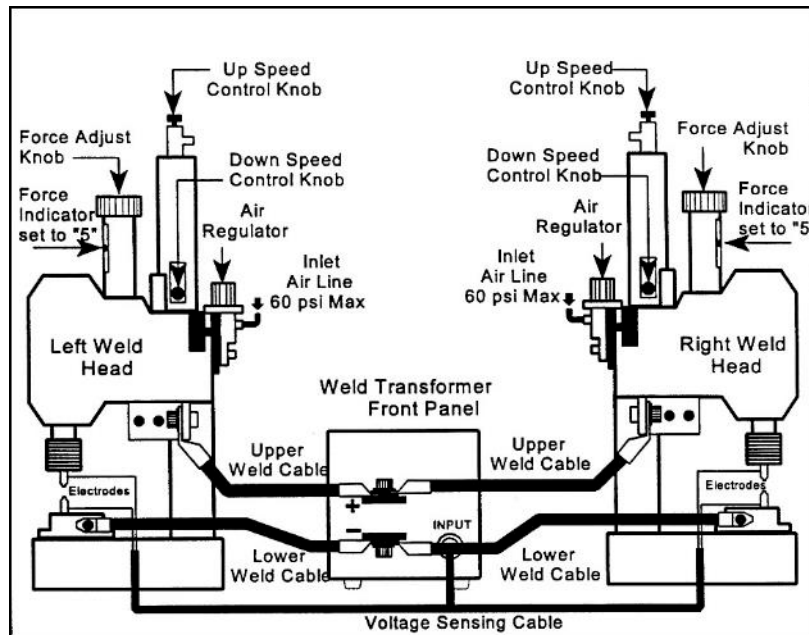 Up Speed
Control Knob
Force Adjust
Knob
Down Speed
Control Knob
Force
Indicator
set to "5"
Air
Regulator
Inlet
Air Line
60 psi Max
Left Weld
Head
Up Speed
Control Knob
Force Adjust
Knob
Down Speed
Control Knob
Force
Indicator
set to "5
Air
Regulator
Inlet
Air Line
60 psi Max
Right Weld
Head
Weld Transformer
Front Panel
Upper
Weld Cable
Upper
Weld Cable
Electrodes
Electrodes
+
−
INPUT
Lower
Weld Cable
Lower
Weld Cable
Voltage Sensing Cable